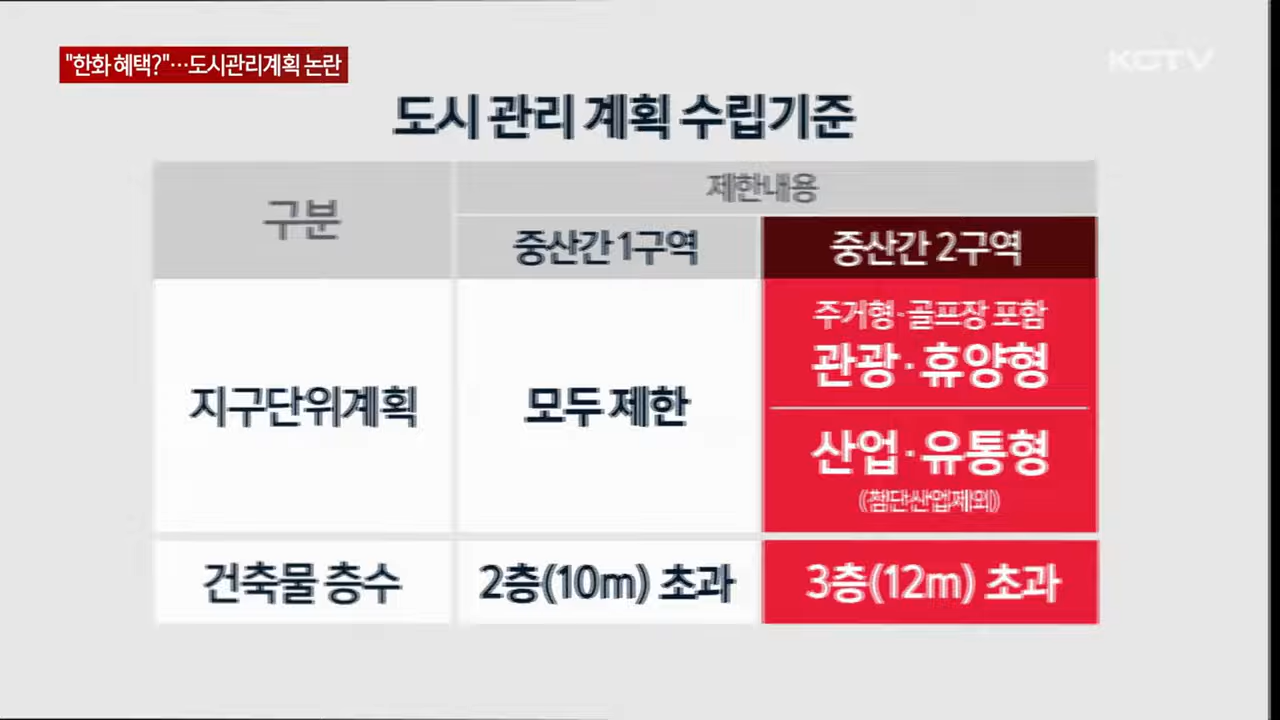 "한화 혜택?"…도시관리계획 논란
KCTV
도시 관리 계획 수립기준
구분
제한내용
중산간 1구역
중산간 2구역
지구단위계획
모두 제한
주거형·골프장 포함
관광·휴양형
산업·유통형
(첨단산업제외)
건축물 층수
2층(10m) 초과
3층(12m) 초과